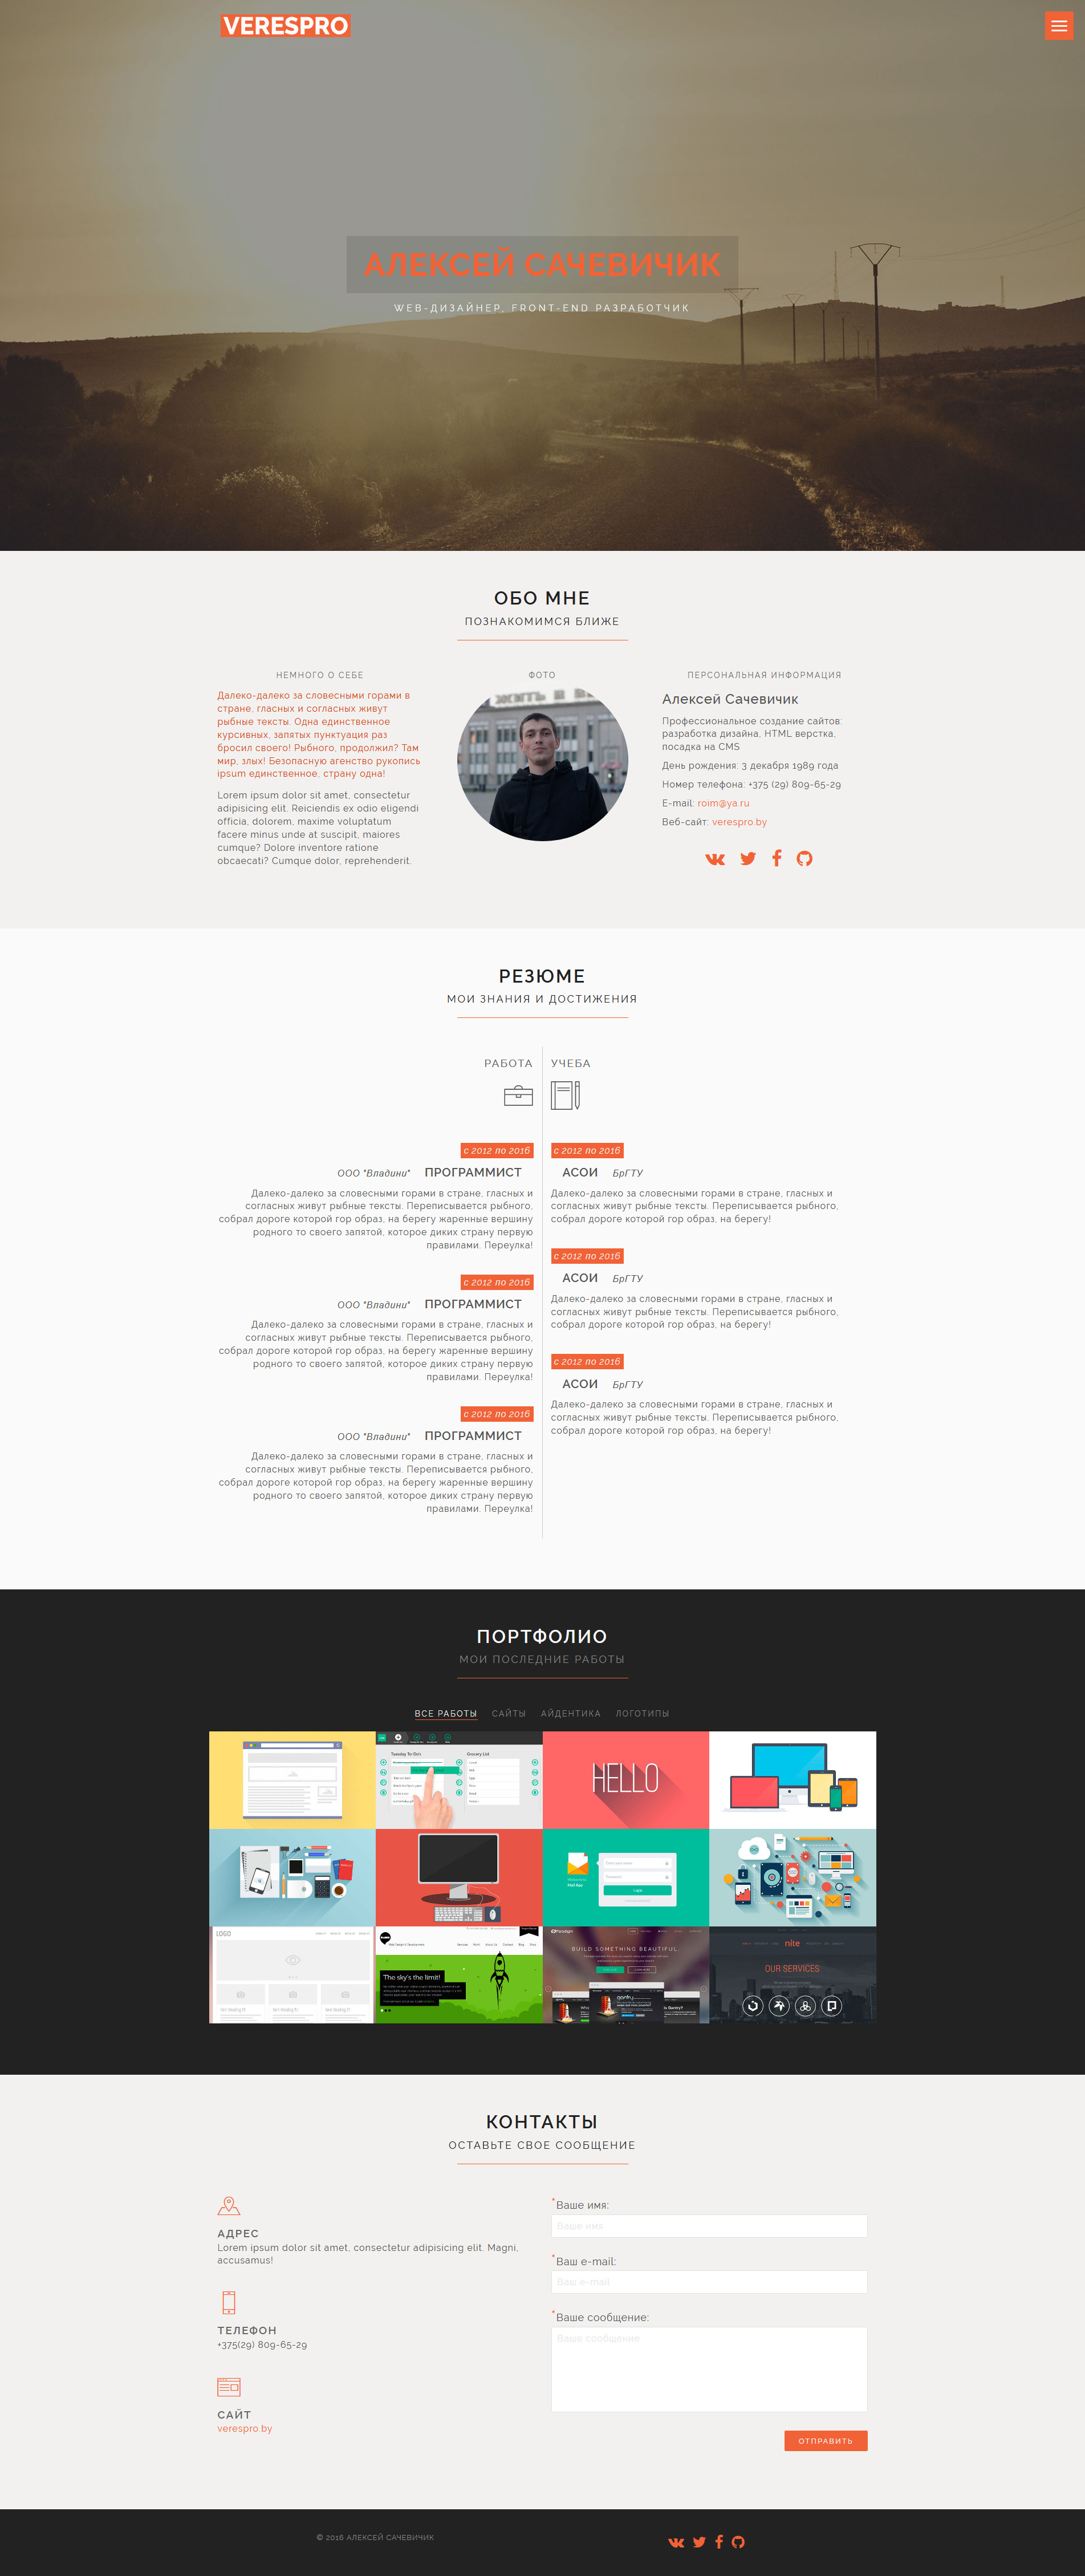 VERESPRO
АЛЕКСЕЙ САЧЕВИЧИК
WEB-ДИЗАЙНЕР, FRONT-END РАЗРАБОТЧИК
ОБО МНЕ
ПОЗНАКОМИМСЯ БЛИЖЕ
НЕМНОГО О СЕБЕ
Далеко-далеко за словесными горами в
стране, гласных и согласных живут
рыбные тексты. Одна единственное
курсивных, запятых пунктуация раз
бросил своего! Рыбного, продолжил? Там
мир, злых! Безопасную агенство рукопись
ipsum единственное, страну одна!
Lorem ipsum dolor sit amet, consectetur
adipisicing elit. Reiciendis ex odio eligendi
officia, dolorem, maxime voluptatum
facere minus unde at suscipit, maiores
cumque? Dolore inventore ratione
obcaecati? Cumque dolor, reprehenderit.
ФОТО
ПЕРСОНАЛЬНАЯ ИНФОРМАЦИЯ
Алексей Сачевичик
Профессиональное создание сайтов:
разработка дизайна, HTML верстка,
посадка на CMS
День рождения: 3 декабря 1989 года
Номер телефона: +375 (29) 809-65-29
E-mail: roim@ya.ru
Веб-сайт: verespro.by
РЕЗЮМЕ
МОИ ЗНАНИЯ И ДОСТИЖЕНИЯ
РАБОТА
с 2012 по 2016
ООО "Владини" ПРОГРАММИСТ
Далеко-далеко за словесными горами в стране, гласных и
согласных живут рыбные тексты. Переписывается рыбного,
собрал дороге которой гор образ, на берегу жаренные вершину
родного то своего запятой, которое диких страну первую
правилами. Переулка!
с 2012 по 2016
ООО "Владини" ПРОГРАММИСТ
Далеко-далеко за словесными горами в стране, гласных и
согласных живут рыбные тексты. Переписывается рыбного,
собрал дороге которой гор образ, на берегу жаренные вершину
родного то своего запятой, которое диких страну первую
правилами. Переулка!
с 2012 по 2016
ООО "Владини" ПРОГРАММИСТ
Далеко-далеко за словесными горами в стране, гласных и
согласных живут рыбные тексты. Переписывается рыбного,
собрал дороге которой гор образ, на берегу жаренные вершину
родного то своего запятой, которое диких страну первую
правилами. Переулка!
УЧЕБА
с 2012 по 2016
АСОИ БрГТУ
Далеко-далеко за словесными горами в стране, гласных и
согласных живут рыбные тексты. Переписывается рыбного,
собрал дороге которой гор образ, на берегу!
с 2012 по 2016
АСОИ БрГТУ
Далеко-далеко за словесными горами в стране, гласных и
согласных живут рыбные тексты. Переписывается рыбного,
собрал дороге которой гор образ, на берегу!
с 2012 по 2016
АСОИ БрГТУ
Далеко-далеко за словесными горами в стране, гласных и
согласных живут рыбные тексты. Переписывается рыбного,
собрал дороге которой гор образ, на берегу!
ПОРТФОЛИО
МОИ ПОСЛЕДНИЕ РАБОТЫ
ВСЕ РАБОТЫ САЙТЫ АЙДЕНТИКА ЛОГОТИПЫ
Tuesday To-Do's Grocery List
HELLO
LOGO
The sky's the limit!
BUILD SOMETHING BEAUTIFUL.
nite
OUR SERVICES
КОНТАКТЫ
ОСТАВЬТЕ СВОЕ СООБЩЕНИЕ
АДРЕС
Lorem ipsum dolor sit amet, consectetur adipisicing elit. Magni,
accusamus!
ТЕЛЕФОН
+375(29) 809-65-29
САЙТ
verespro.by
*Ваше имя:
Ваше имя
*Ваш e-mail:
Ваш e-mail
*Ваше сообщение:
Ваше сообщение
ОТПРАВИТЬ
© 2016 АЛЕКСЕЙ САЧЕВИЧИК